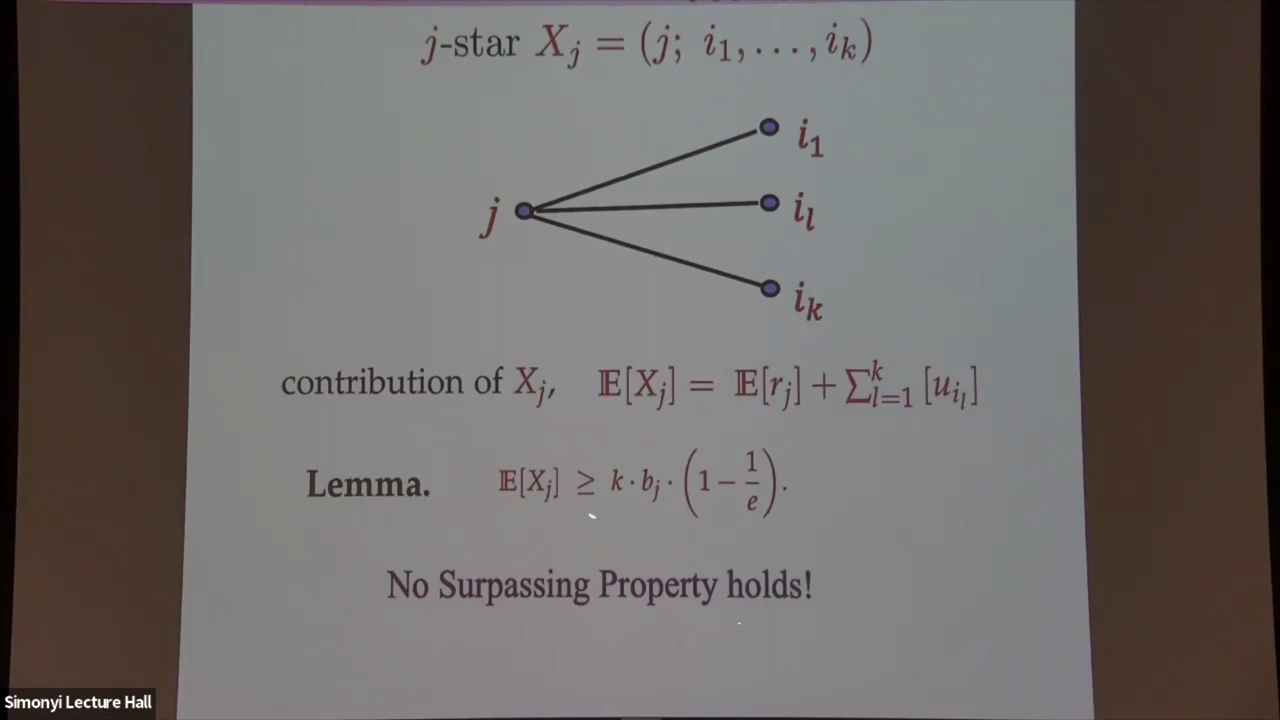 j-star X_j = (j; i_1, ..., i_k)
i_1
j
i_l
i_k
contribution of X_j, 𝔼[X_j] = 𝔼[r_j] + ∑_{l=1}^{k} [u_{i_l}]
Lemma. 𝔼[X_j] ≥ k · b_j · (1 − 1/e).
No Surpassing Property holds!
Simonyi Lecture Hall